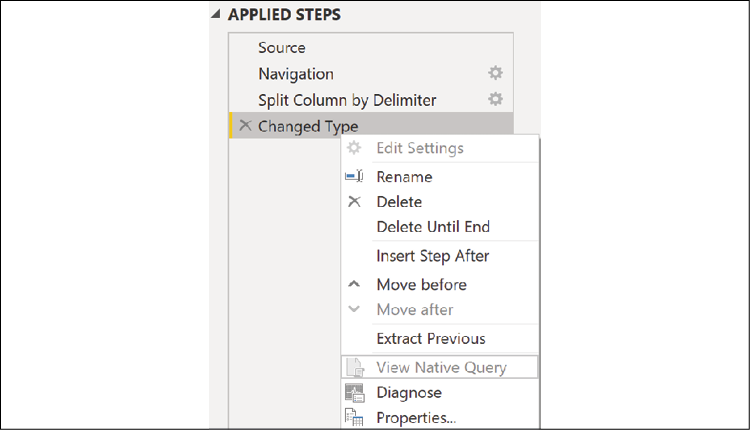 APPLIED STEPS
Source
Navigation
Split Column by Delimiter
Changed Type
Edit Settings
Rename
Delete
Delete Until End
Insert Step After
Move before
Move after
Extract Previous
View Native Query
Diagnose
Properties...